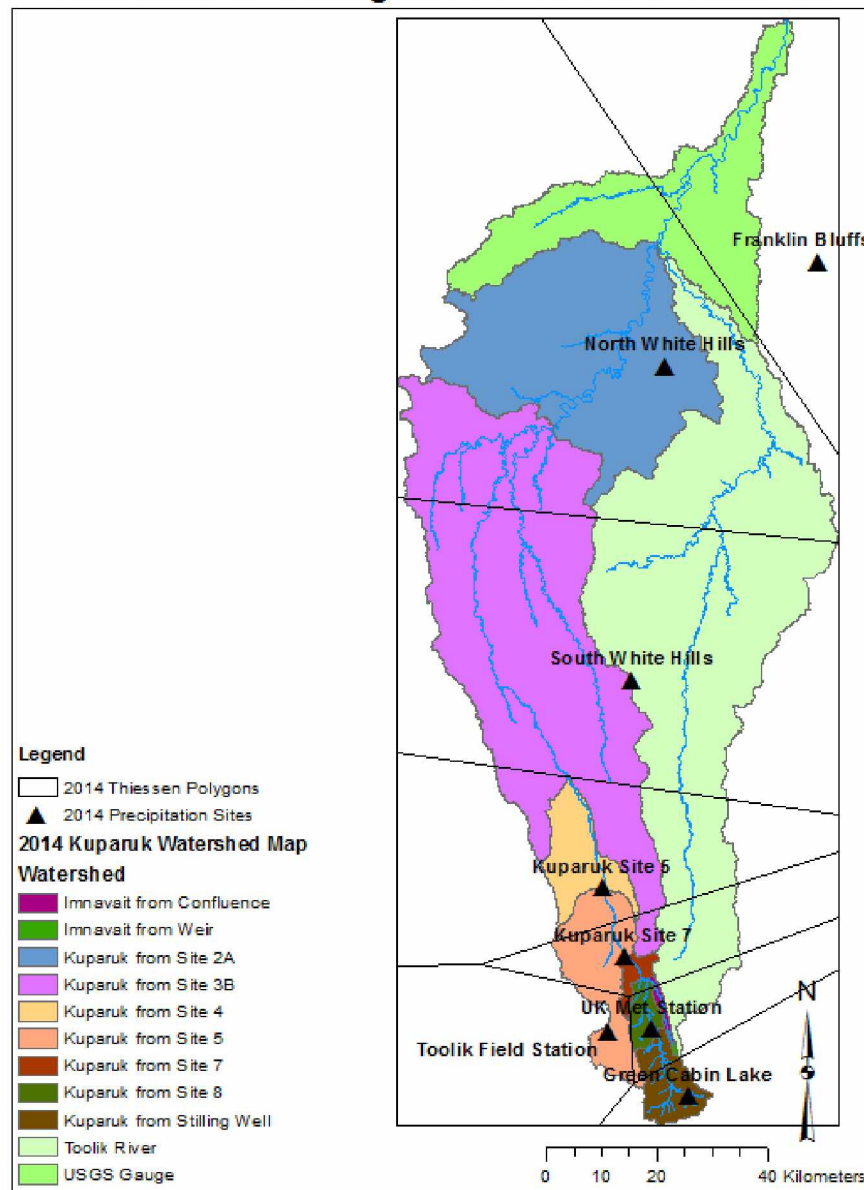 Franklin Bluffs
North White Hills
South White Hills
Legend
2014 Thiessen Polygons
2014 Precipitation Sites
2014 Kuparuk Watershed Map
Watershed
Imnavait from Confluence
Imnavait from Weir
Kuparuk from Site 2A
Kuparuk from Site 3B
Kuparuk from Site 4
Kuparuk from Site 5
Kuparuk from Site 7
Kuparuk from Site 8
Kuparuk from Stilling Well
Toolik River
USGS Gauge
Kuparuk Site 5
Kuparuk Site 7
UK Met Station
Toolik Field Station
Green Cabin Lake
N
0 10 20 40 Kilometers